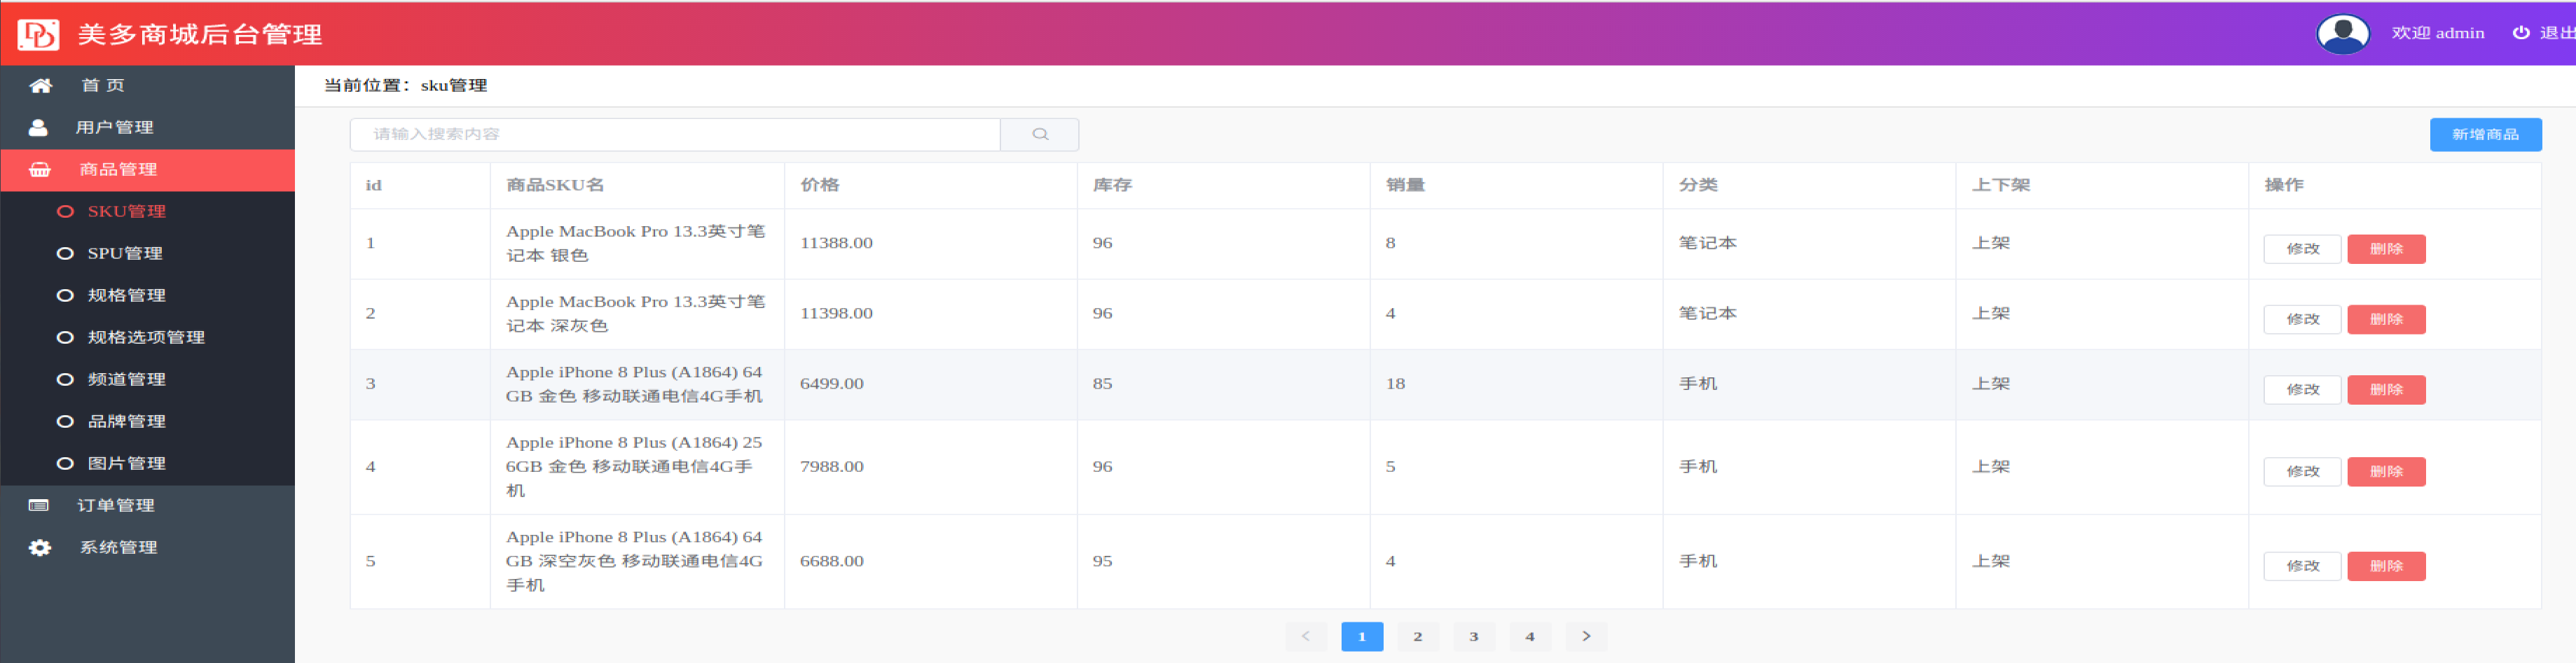 美多商城后台管理
欢迎 admin
退出
首 页
用户管理
商品管理
SKU管理
SPU管理
规格管理
规格选项管理
频道管理
品牌管理
图片管理
订单管理
系统管理
当前位置：sku管理
请输入搜索内容
新增商品
id 商品SKU名 价格 库存 销量 分类 上下架 操作
1 Apple MacBook Pro 13.3英寸笔 11388.00 96 8 笔记本 上架 修改 删除
记本 银色
2 Apple MacBook Pro 13.3英寸笔 11398.00 96 4 笔记本 上架 修改 删除
记本 深灰色
3 Apple iPhone 8 Plus (A1864) 64 6499.00 85 18 手机 上架 修改 删除
GB 金色 移动联通电信4G手机
Apple iPhone 8 Plus (A1864) 25
4 6GB 金色 移动联通电信4G手 7988.00 96 5 手机 上架 修改 删除
机
Apple iPhone 8 Plus (A1864) 64
5 GB 深空灰色 移动联通电信4G 6688.00 95 4 手机 上架 修改 删除
手机
< 1 2 3 4 >